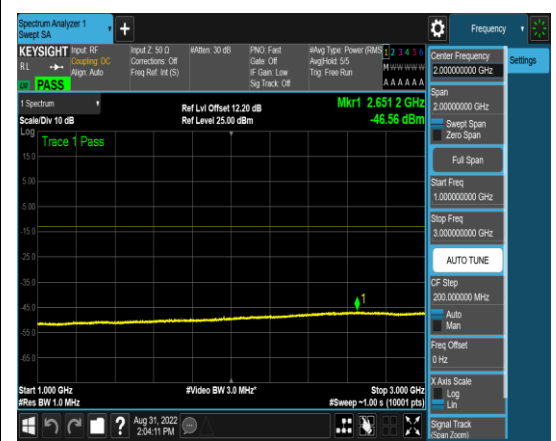 Spectrum Analyzer 1
Swept SA
+
Frequency
KEYSIGHT
Input: RF
Input Z: 50 Ω
#Atten: 30 dB
PNO: Fast
#Avg Type: Power (RMS
1 2 3 4 5 6
RL
Coupling: DC
Corrections: Off
Gate: Off
Avg|Hold: 5/5
M W W W W W
Align: Auto
Freq Ref: Int (S)
IF Gain: Low
Trig: Free Run
A A A A A A
Sig Track: Off
PASS
Center Frequency
2.000000000 GHz
Settings
Span
2.00000000 GHz
Swept Span
Zero Span
Full Span
Start Freq
1.000000000 GHz
Stop Freq
3.000000000 GHz
AUTO TUNE
CF Step
200.000000 MHz
Auto
Man
Freq Offset
0 Hz
X Axis Scale
Log
Lin
Signal Track
(Span Zoom)
1 Spectrum
Scale/Div 10 dB
Ref Lvl Offset 12.20 dB
Ref Level 25.00 dBm
Mkr1 2.651 2 GHz
-46.56 dBm
Log
Trace 1 Pass
15.0
5.00
-5.00
-15.0
-25.0
-35.0
-45.0
-55.0
-65.0
1
Start 1.000 GHz
#Video BW 3.0 MHz*
Stop 3.000 GHz
#Res BW 1.0 MHz
#Sweep ~1.00 s (10001 pts)
?
Aug 31, 2022
2:04:11 PM